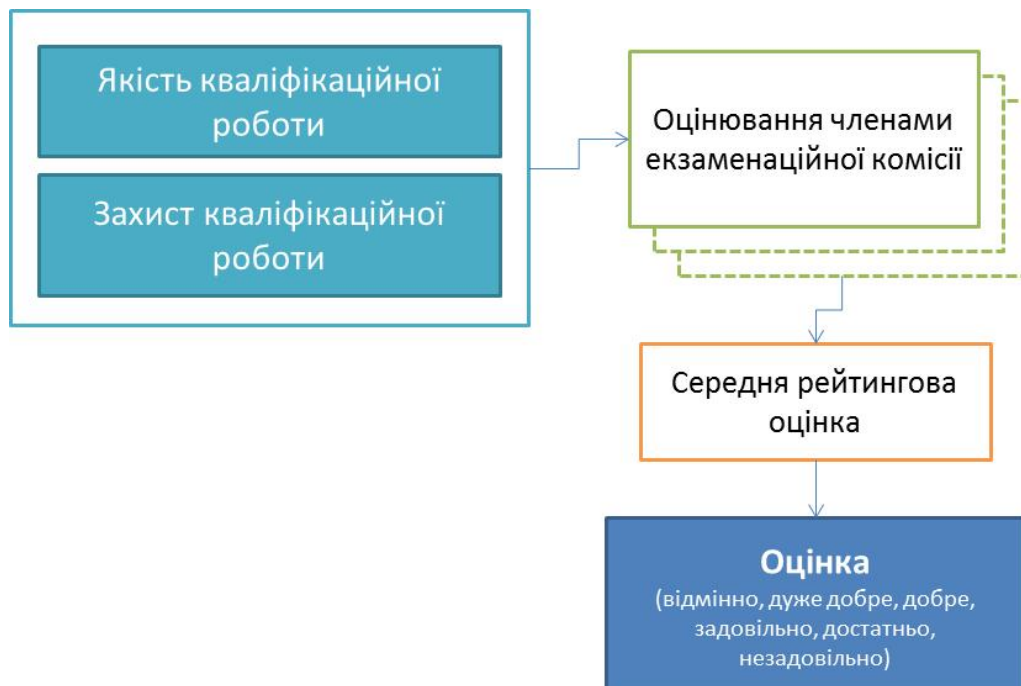 Якість кваліфікаційної
роботи
Захист кваліфікаційної
роботи
Оцінювання членами
екзаменаційної комісії
Середня рейтингова
оцінка
Оцінка
(відмінно, дуже добре, добре,
задовільно, достатньо,
незадовільно)